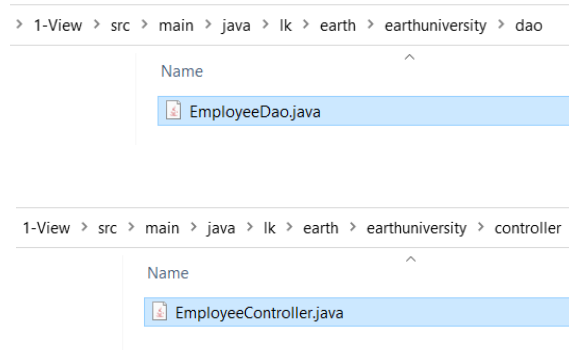 > 1-View > src > main > java > lk > earth > earthuniversity > dao
Name
EmployeeDao.java
1-View > src > main > java > lk > earth > earthuniversity > controller
Name
EmployeeController.java